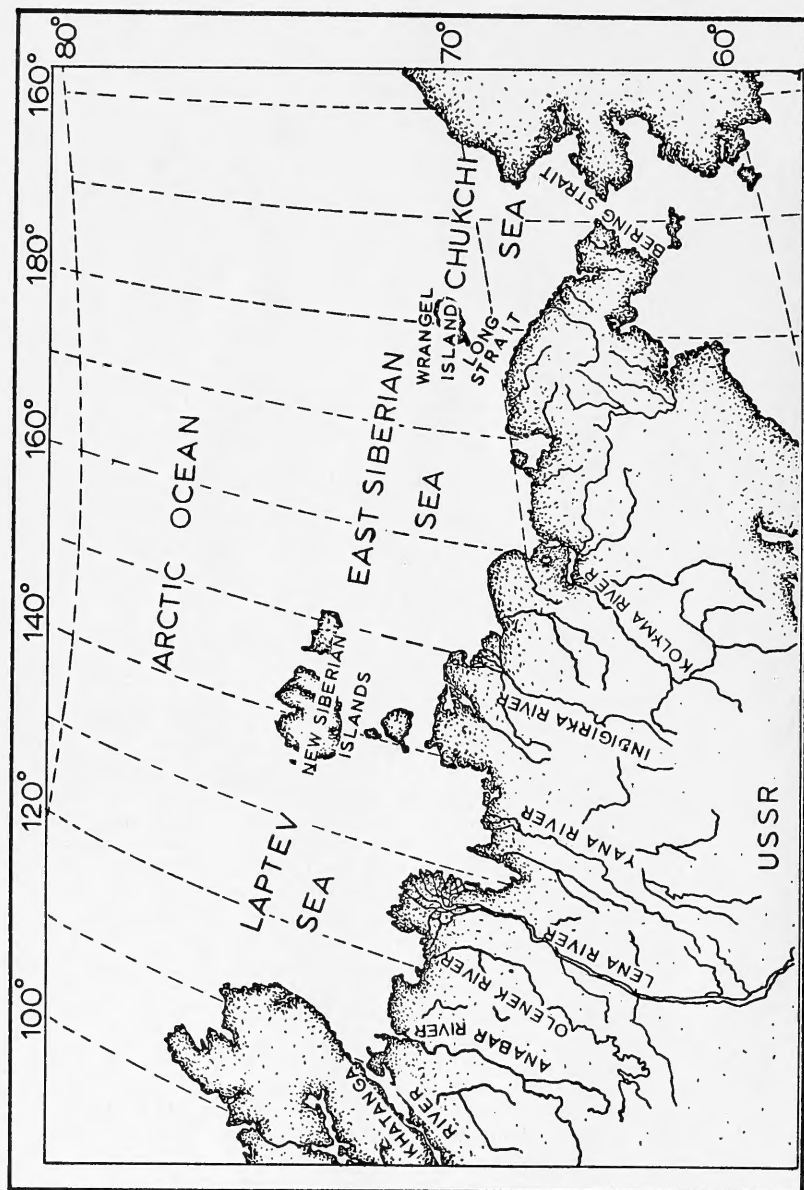 100°
120°
140°
160°
180°
160°
80°
70°
60°
ARCTIC OCEAN
LAPTEV
SEA
NEW SIBERIAN
ISLANDS
EAST SIBERIAN
SEA
WRANGEL
ISLAND
LONG
STRAIT
CHUKCHI
SEA
BERING
STRAIT
KHATANGA
RIVER
ANABAR RIVER
OLENEK RIVER
LENA RIVER
YANA RIVER
INDIGIRKA RIVER
KOLYMA RIVER
USSR